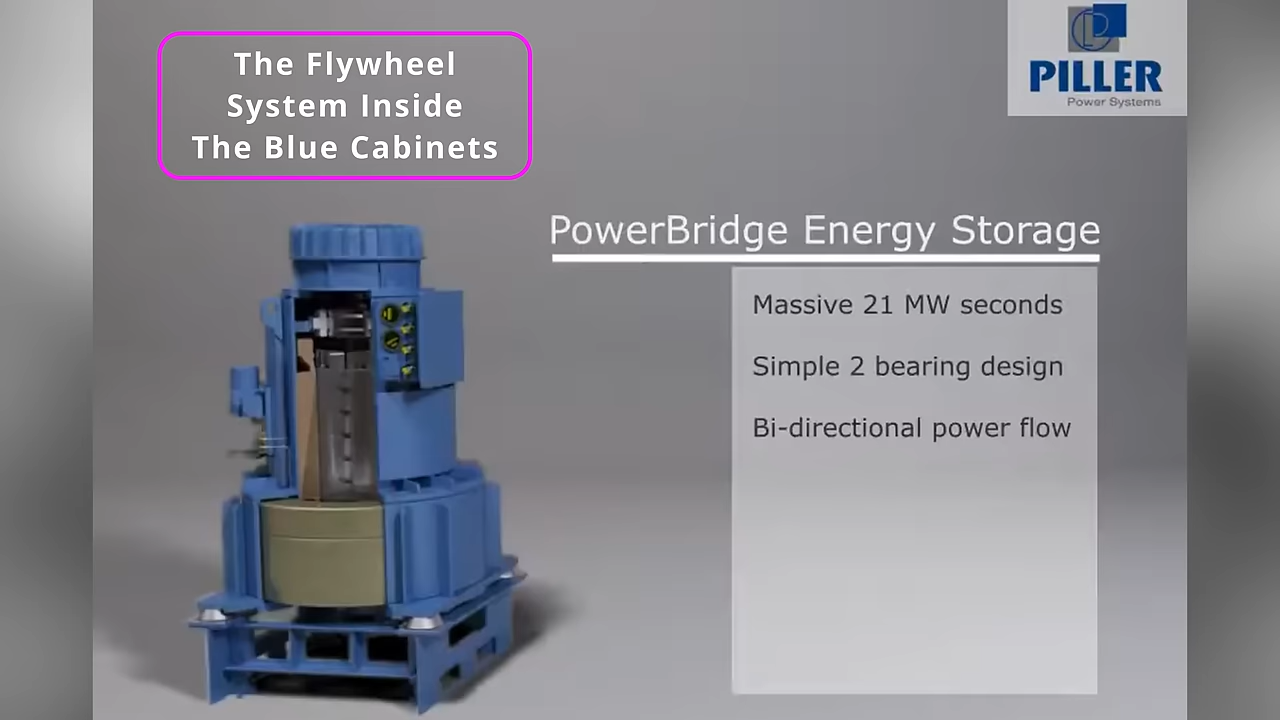 The Flywheel
System Inside
The Blue Cabinets
PILLER
Power Systems
PowerBridge Energy Storage
Massive 21 MW seconds
Simple 2 bearing design
Bi-directional power flow